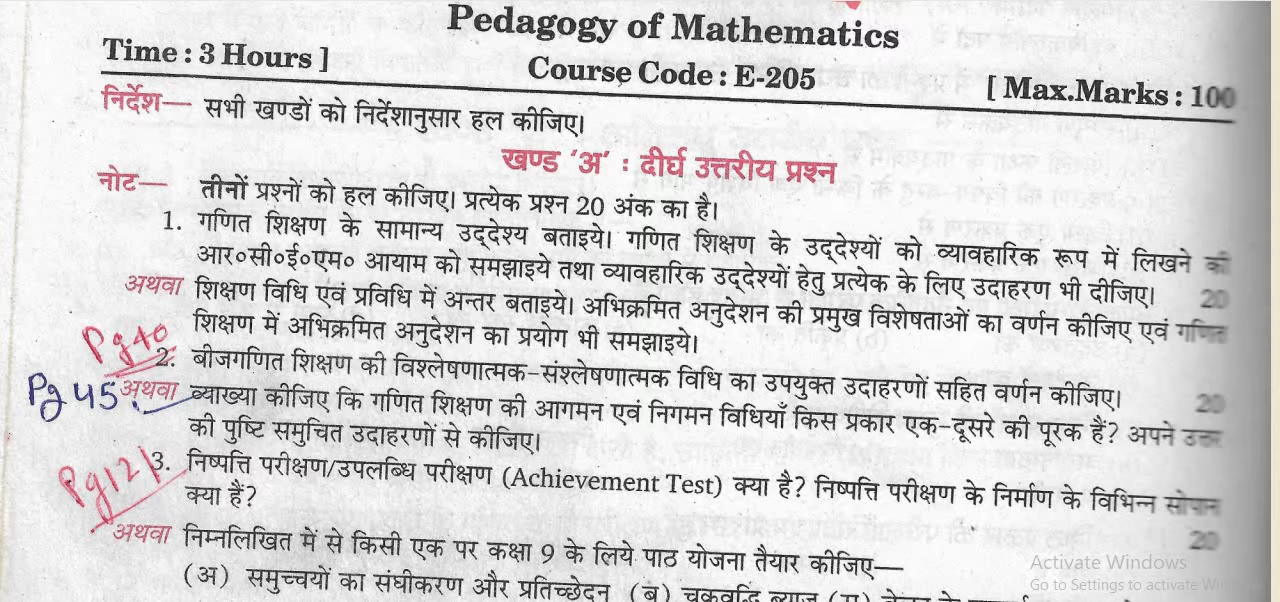 Pedagogy of Mathematics
Time : 3 Hours ]
Course Code : E-205
[ Max.Marks : 100
निर्देश— सभी खण्डों को निर्देशानुसार हल कीजिए।
खण्ड ‘अ’ : दीर्घ उत्तरीय प्रश्न
नोट— तीनों प्रश्नों को हल कीजिए। प्रत्येक प्रश्न 20 अंक का है।
1. गणित शिक्षण के सामान्य उद्देश्य बताइये। गणित शिक्षण के उद्देश्यों को व्यावहारिक रूप में लिखने की
आर०सी०ई०एम० आयाम को समझाइये तथा व्यावहारिक उद्देश्यों हेतु प्रत्येक के लिए उदाहरण भी दीजिए। 20
अथवा शिक्षण विधि एवं प्रविधि में अन्तर बताइये। अभिक्रमित अनुदेशन की प्रमुख विशेषताओं का वर्णन कीजिए एवं गणित
शिक्षण में अभिक्रमित अनुदेशन का प्रयोग भी समझाइये।
Pg 40
2. बीजगणित शिक्षण की विश्लेषणात्मक-संश्लेषणात्मक विधि का उपयुक्त उदाहरणों सहित वर्णन कीजिए। 20
Pg 45
अथवा व्याख्या कीजिए कि गणित शिक्षण की आगमन एवं निगमन विधियाँ किस प्रकार एक-दूसरे की पूरक हैं? अपने उत्तर
की पुष्टि समुचित उदाहरणों से कीजिए।
Pg 121
3. निष्पत्ति परीक्षण/उपलब्धि परीक्षण (Achievement Test) क्या है? निष्पत्ति परीक्षण के निर्माण के विभिन्न सोपान
क्या हैं? 20
अथवा निम्नलिखित में से किसी एक पर कक्षा 9 के लिये पाठ योजना तैयार कीजिए—
(अ) समुच्चयों का संघीकरण और प्रतिच्छेदन (ब) चक्रवृद्धि ब्याज
Activate Windows
Go to Settings to activate